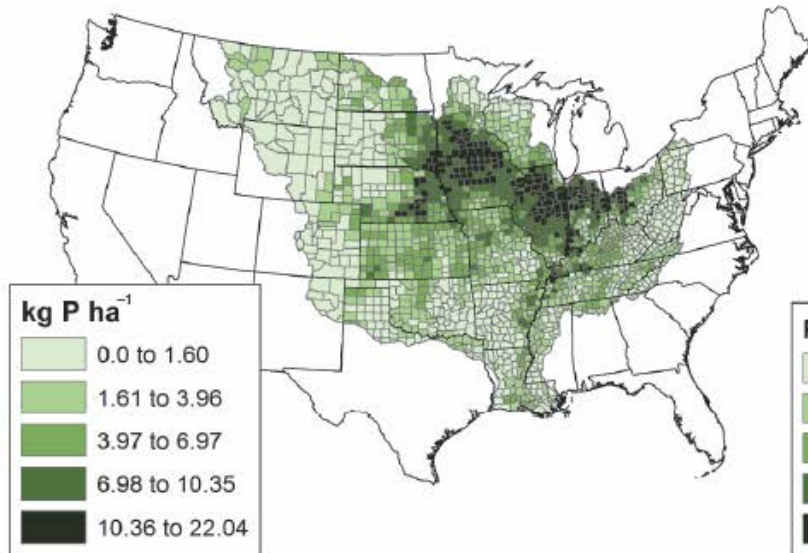 kg P ha⁻¹
0.0 to 1.60
1.61 to 3.96
3.97 to 6.97
6.98 to 10.35
10.36 to 22.04